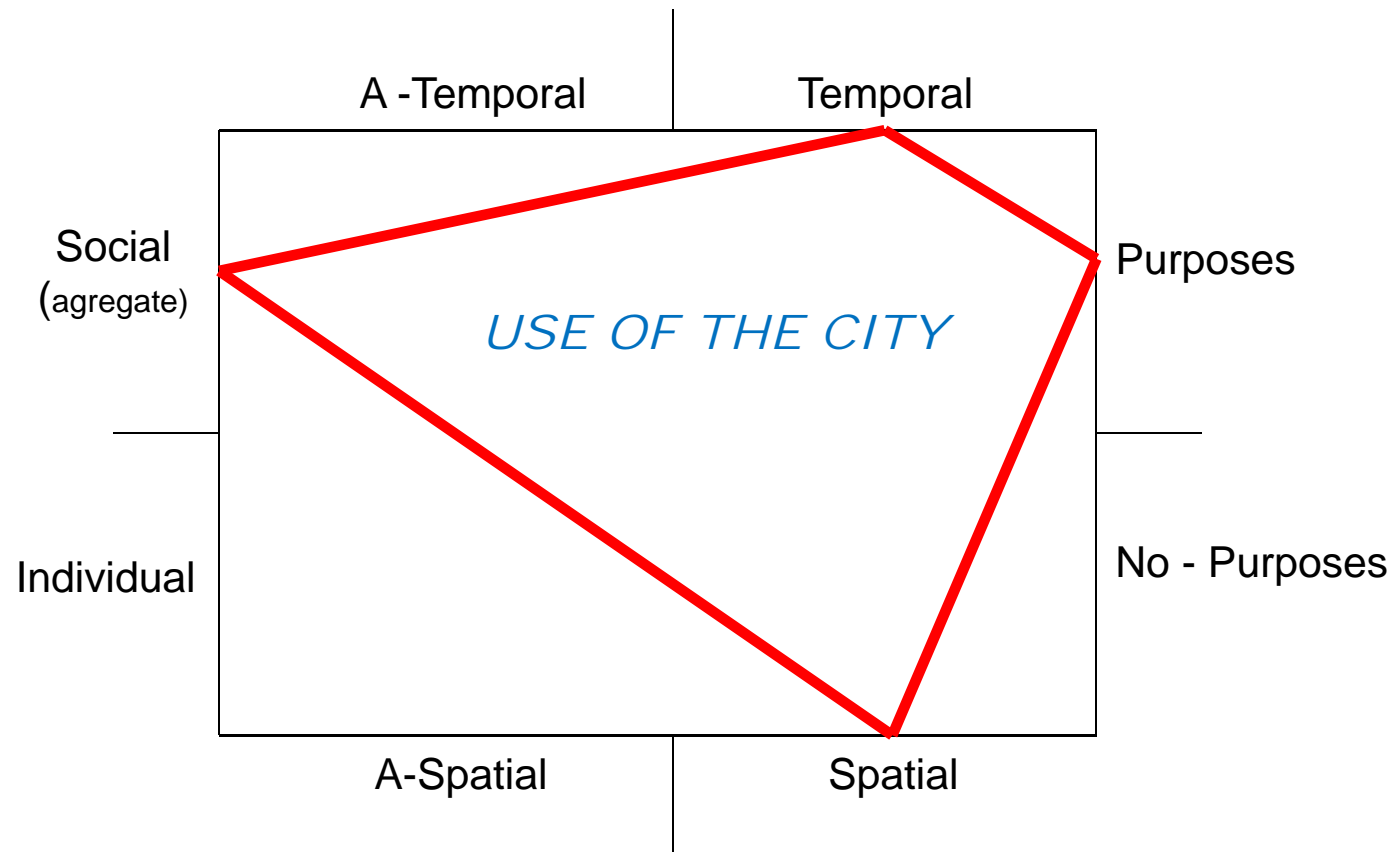 A -Temporal
Temporal
Social
(agregate)
Purposes
USE OF THE CITY
Individual
No - Purposes
A-Spatial
Spatial